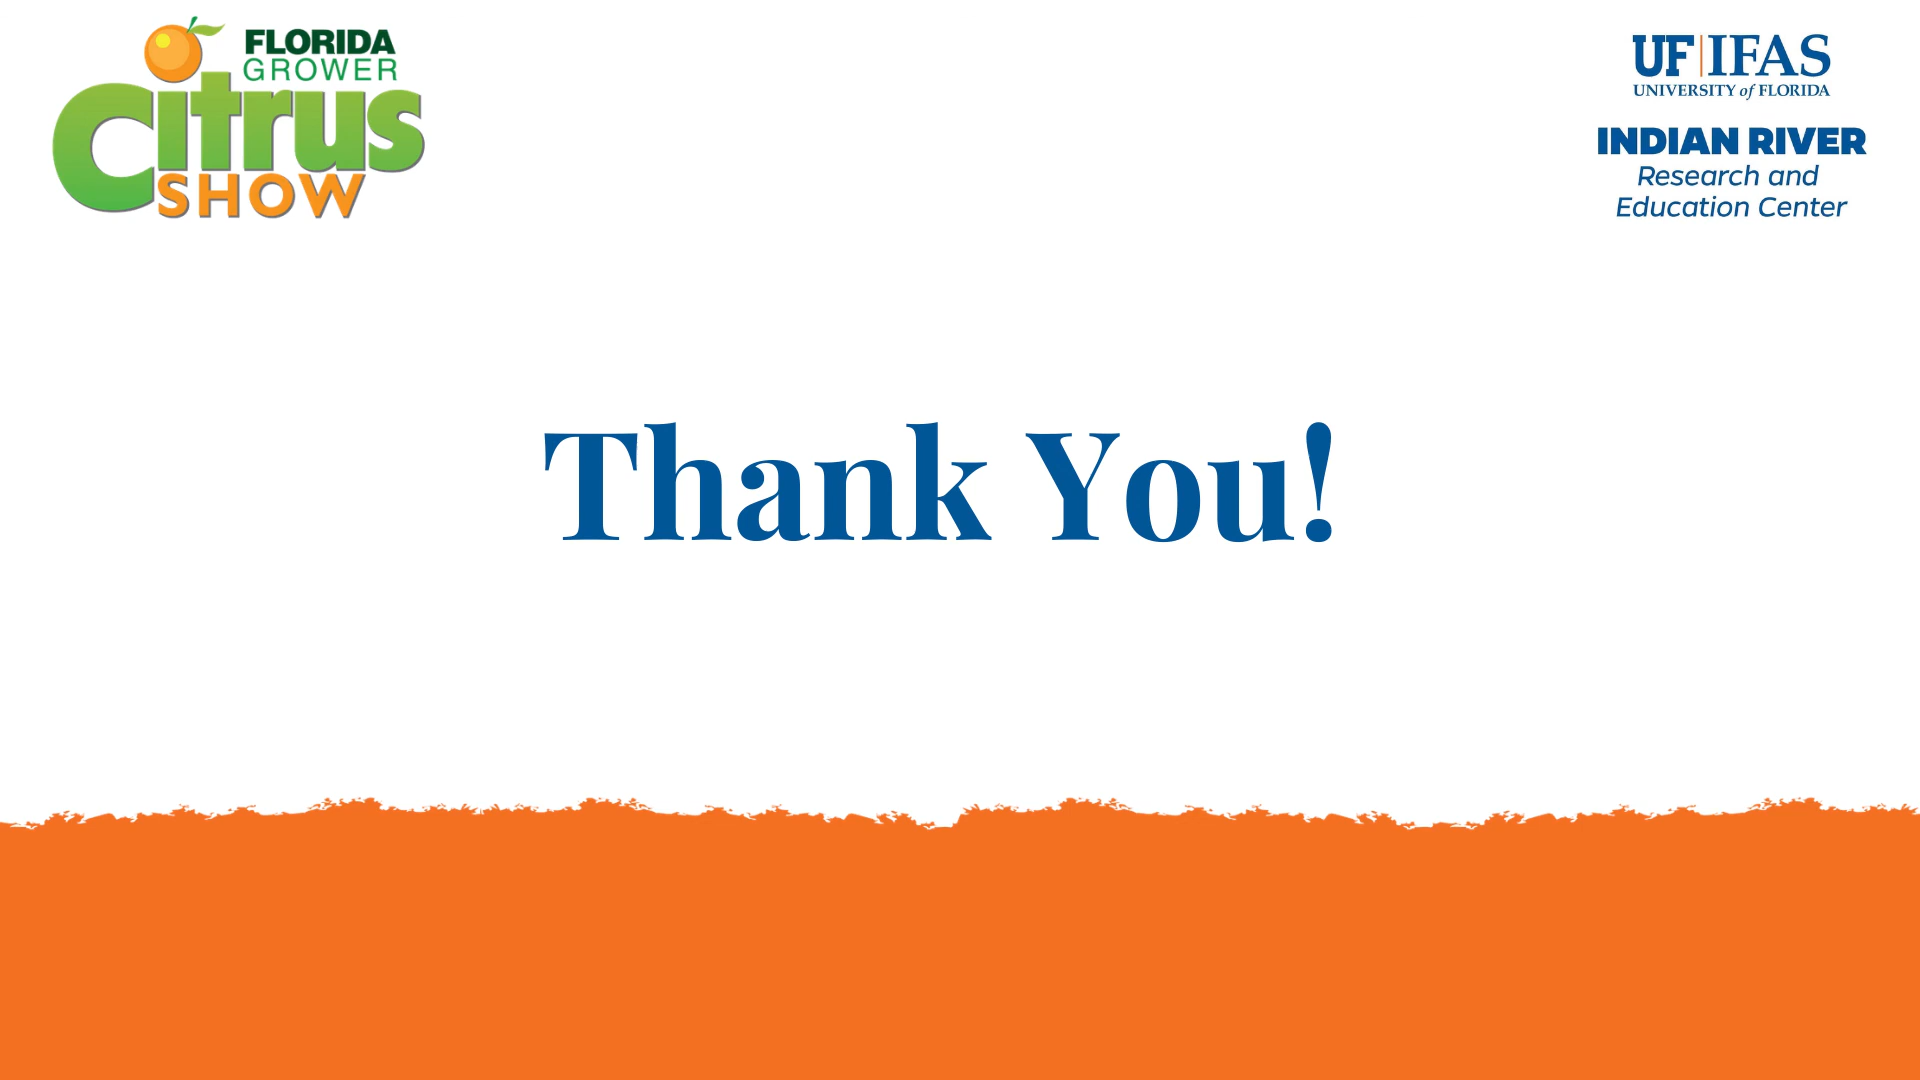 FLORIDA
GROWER
Citrus
SHOW
UF|IFAS
UNIVERSITY of FLORIDA
INDIAN RIVER
Research and
Education Center
Thank You!